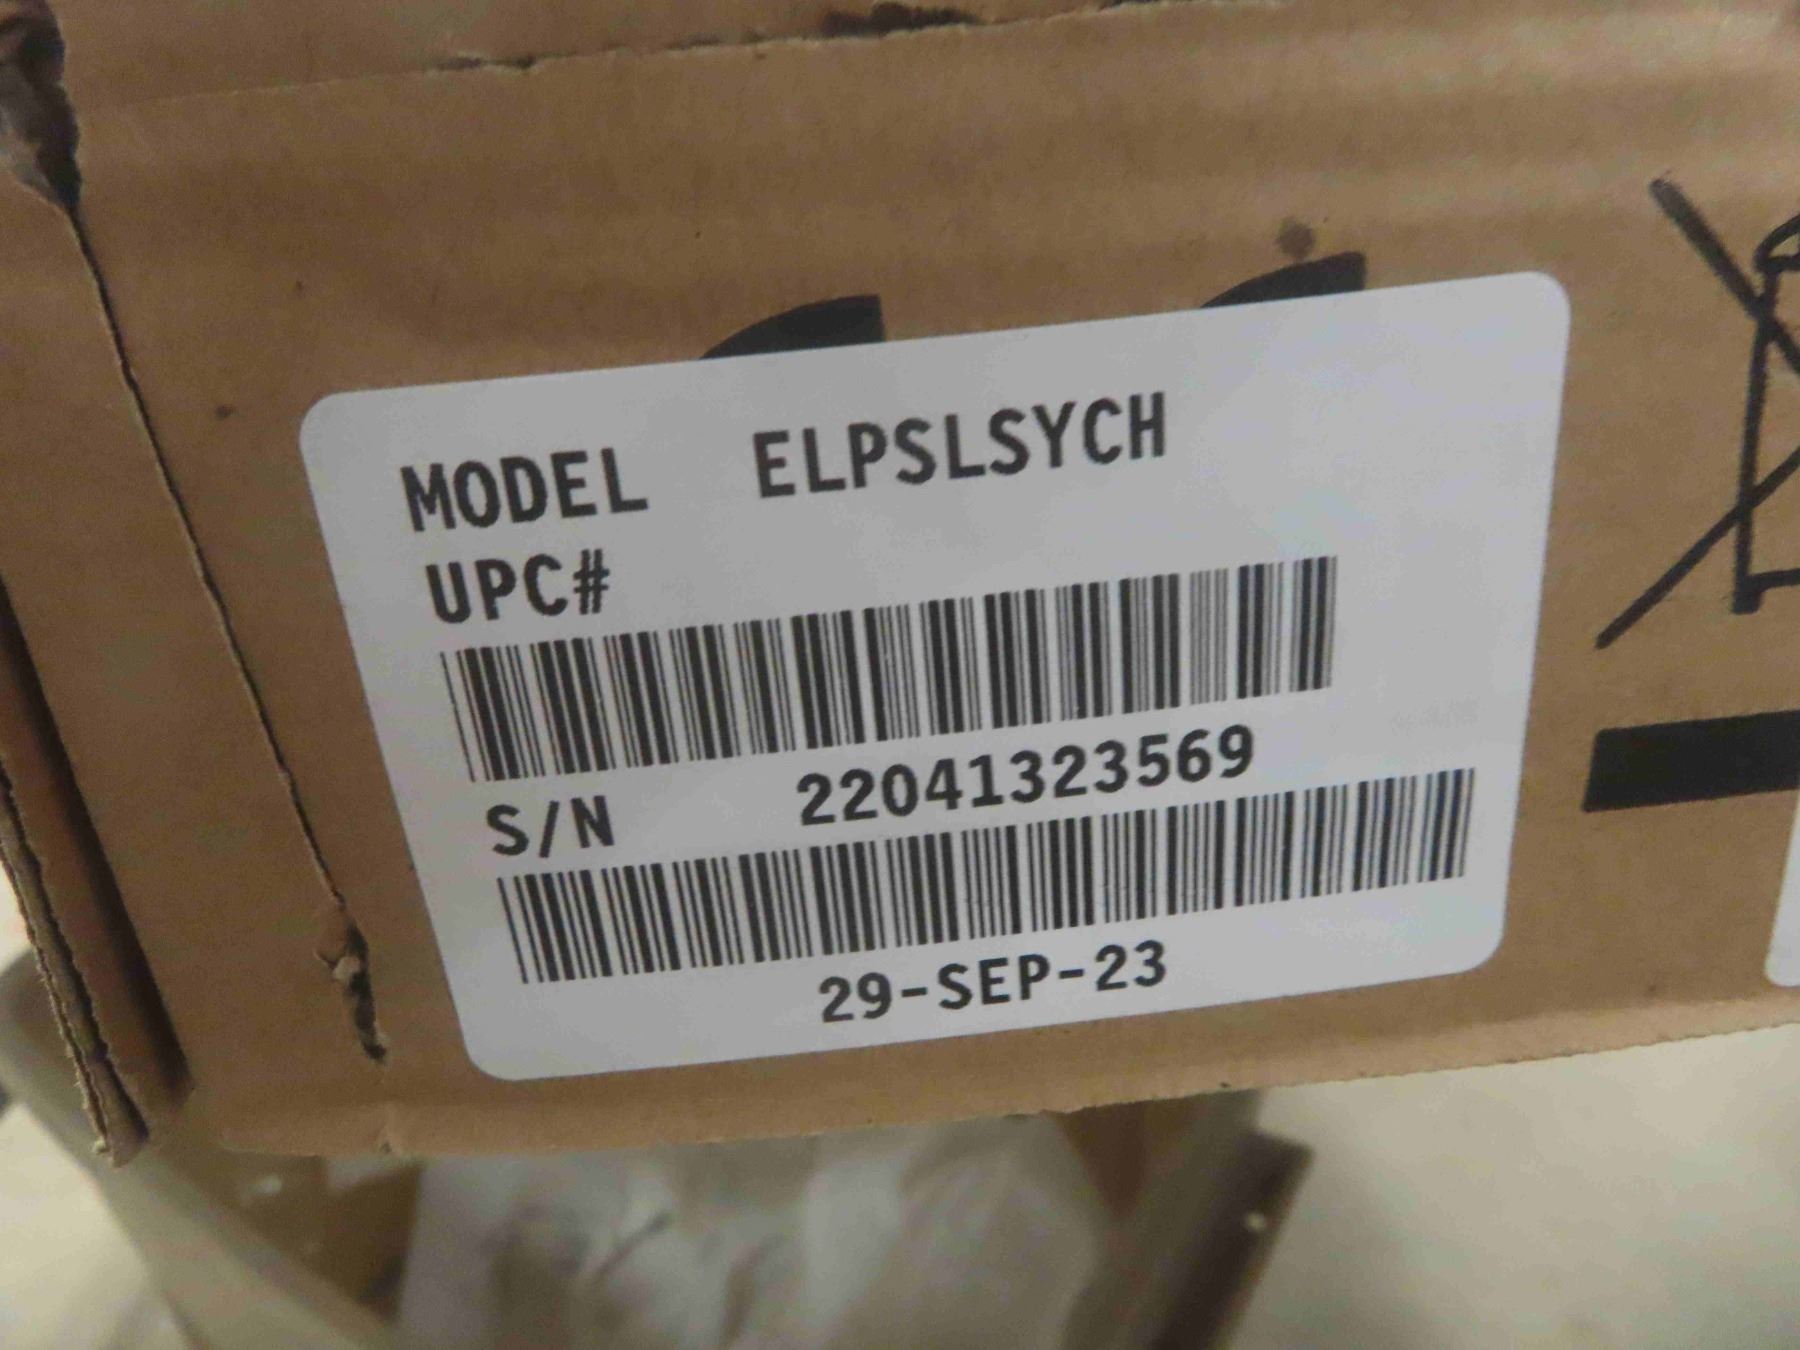 MODEL ELPSLSYCH
UPC#
S/N 22041323569
29-SEP-23